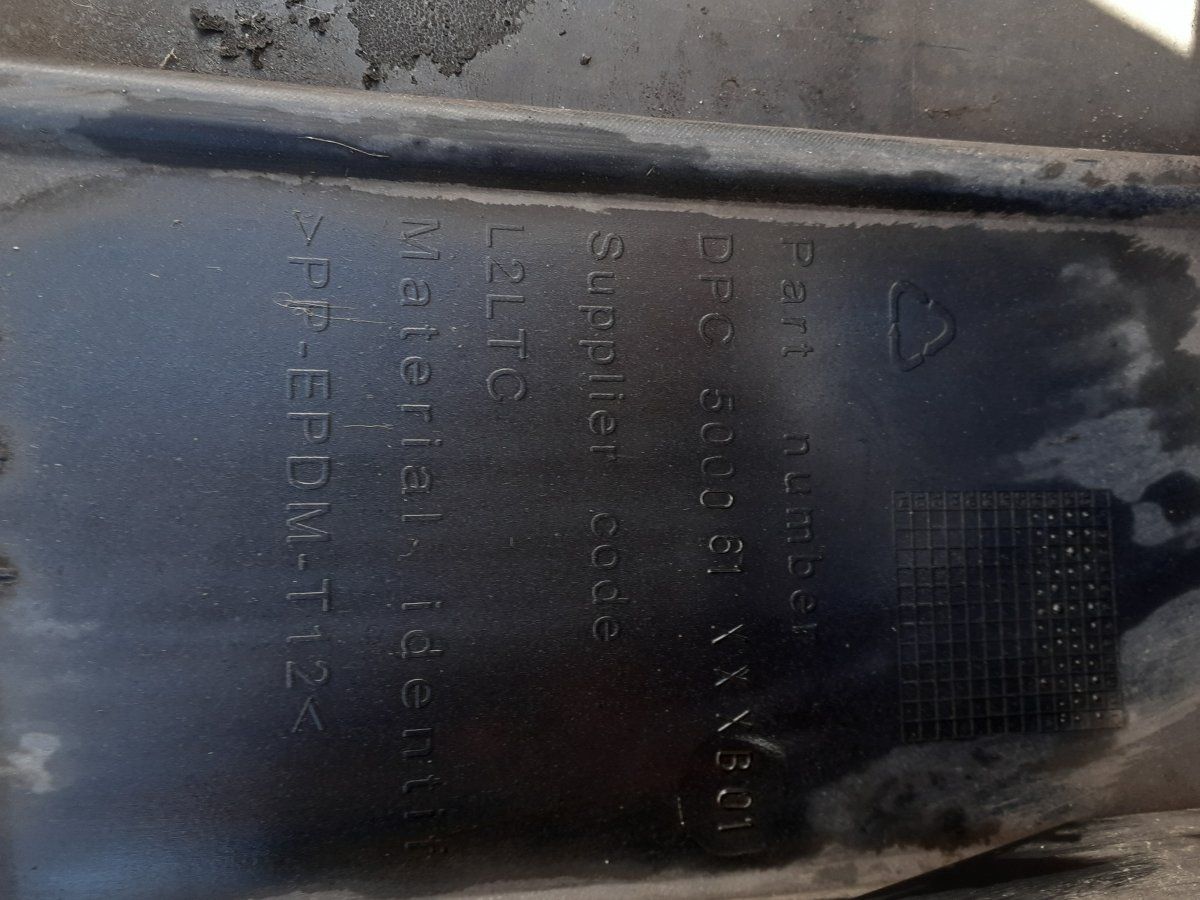 Part number
DPC 5000 61 XXXB01
Supplier code
L2LTC
Material, identif
>PP-EPDM-T12<